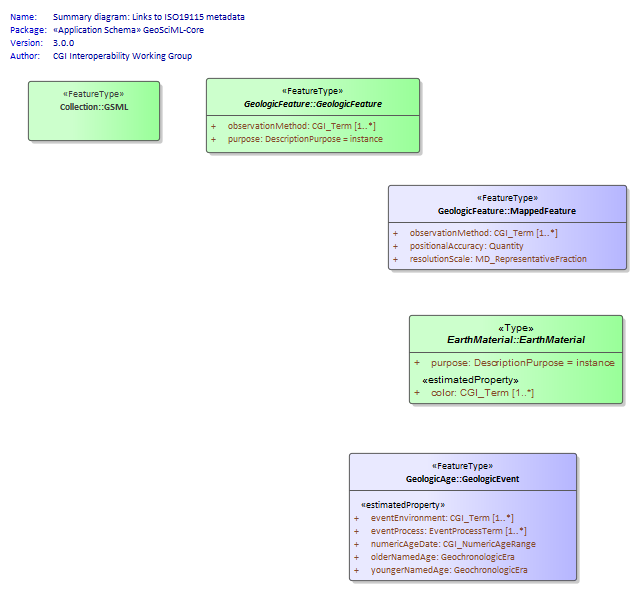 Name: Summary diagram: Links to ISO19115 metadata
Package: «Application Schema» GeoSciML-Core
Version: 3.0.0
Author: CGI Interoperability Working Group
«FeatureType»
Collection::GSML
«FeatureType»
GeologicFeature::GeologicFeature
+ observationMethod: CGI_Term [1..*]
+ purpose: DescriptionPurpose = instance
«FeatureType»
GeologicFeature::MappedFeature
+ observationMethod: CGI_Term [1..*]
+ positionalAccuracy: Quantity
+ resolutionScale: MD_RepresentativeFraction
«Type»
EarthMaterial::EarthMaterial
+ purpose: DescriptionPurpose = instance
«estimatedProperty»
+ color: CGI_Term [1..*]
«FeatureType»
GeologicAge::GeologicEvent
«estimatedProperty»
+ eventEnvironment: CGI_Term [1..*]
+ eventProcess: EventProcessTerm [1..*]
+ numericAgeDate: CGI_NumericAgeRange
+ olderNamedAge: GeochronologicEra
+ youngerNamedAge: GeochronologicEra